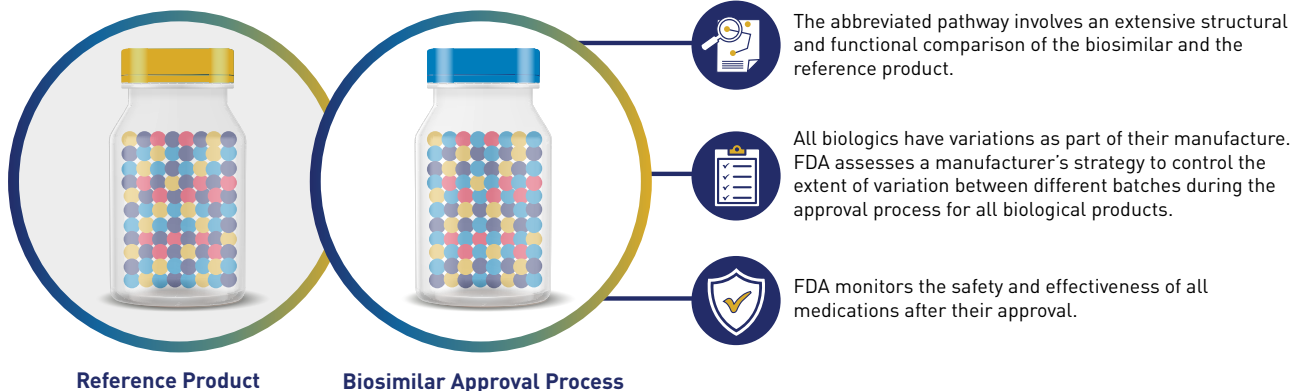 The abbreviated pathway involves an extensive structural
and functional comparison of the biosimilar and the
reference product.
All biologics have variations as part of their manufacture.
FDA assesses a manufacturer's strategy to control the
extent of variation between different batches during the
approval process for all biological products.
FDA monitors the safety and effectiveness of all
medications after their approval.
Reference Product
Biosimilar Approval Process